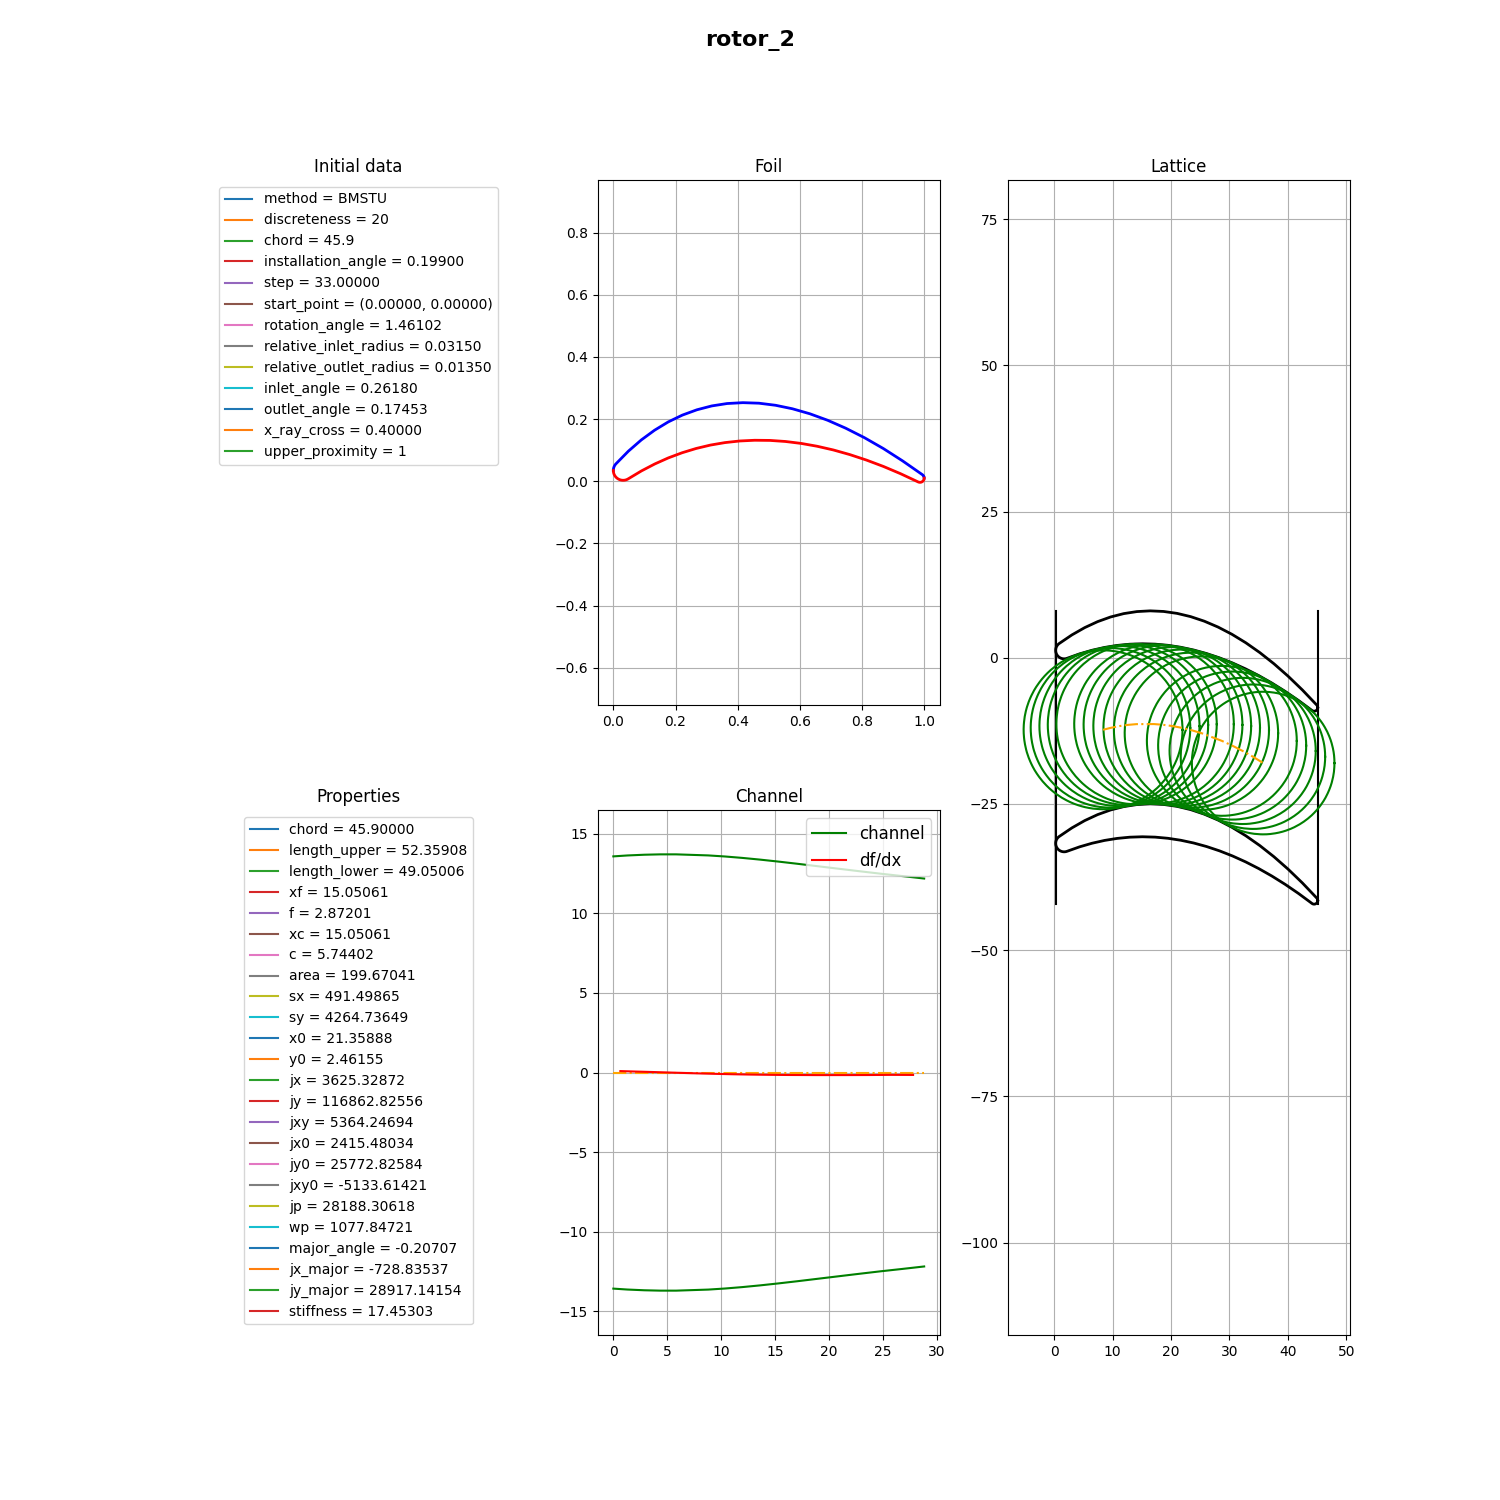 rotor_2
Initial data
method = BMSTU
discreteness = 20
chord = 45.9
installation_angle = 0.19900
step = 33.00000
start_point = (0.00000, 0.00000)
rotation_angle = 1.46102
relative_inlet_radius = 0.03150
relative_outlet_radius = 0.01350
inlet_angle = 0.26180
outlet_angle = 0.17453
x_ray_cross = 0.40000
upper_proximity = 1
Foil
0.8
0.6
0.4
0.2
0.0
−0.2
−0.4
−0.6
0.0 0.2 0.4 0.6 0.8 1.0
Lattice
75
50
25
0
−25
−50
−75
−100
0 10 20 30 40 50
Properties
chord = 45.90000
length_upper = 52.35908
length_lower = 49.05006
xf = 15.05061
f = 2.87201
xc = 15.05061
c = 5.74402
area = 199.67041
sx = 491.49865
sy = 4264.73649
x0 = 21.35888
y0 = 2.46155
jx = 3625.32872
jy = 116862.82556
jxy = 5364.24694
jx0 = 2415.48034
jy0 = 25772.82584
jxy0 = -5133.61421
jp = 28188.30618
wp = 1077.84721
major_angle = -0.20707
jx_major = -728.83537
jy_major = 28917.14154
stiffness = 17.45303
Channel
channel
df/dx
15
10
5
0
−5
−10
−15
0 5 10 15 20 25 30